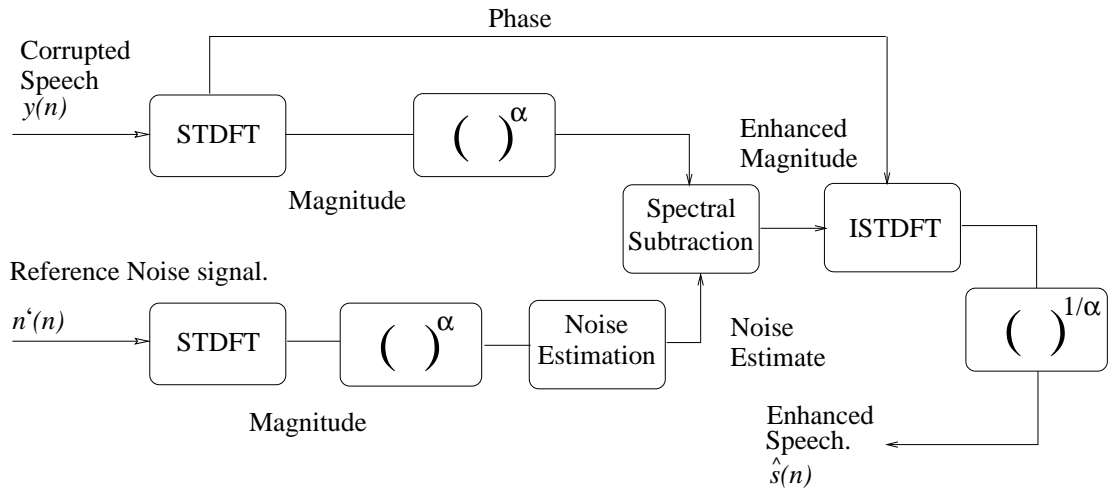 Phase
Corrupted
Speech
y(n)
STDFT
( )^α
Magnitude
Enhanced
Magnitude
Spectral
Subtraction
ISTDFT
Reference Noise signal.
n‘(n)
STDFT
( )^α
Magnitude
Noise
Estimation
Noise
Estimate
( )^1/α
Enhanced
Speech.
ŝ(n)